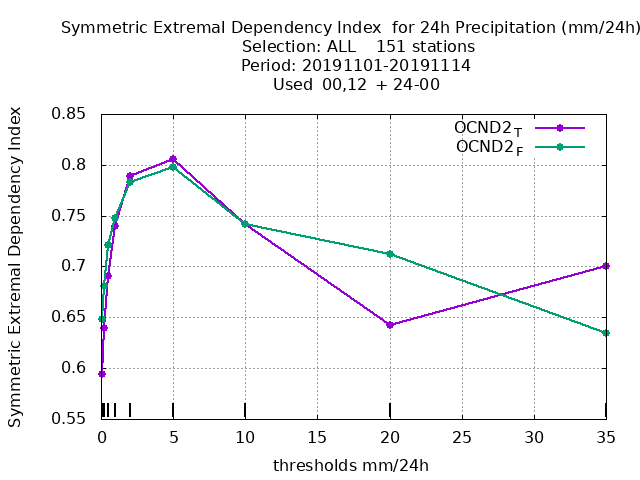 Symmetric Extremal Dependency Index  for 24h Precipitation (mm/24h)
Selection: ALL    151 stations
Period: 20191101-20191114
Used  00,12  + 24-00
Symmetric Extremal Dependency Index
0.85
0.8
0.75
0.7
0.65
0.6
0.55
OCND2T
OCND2F
0 5 10 15 20 25 30 35
thresholds mm/24h